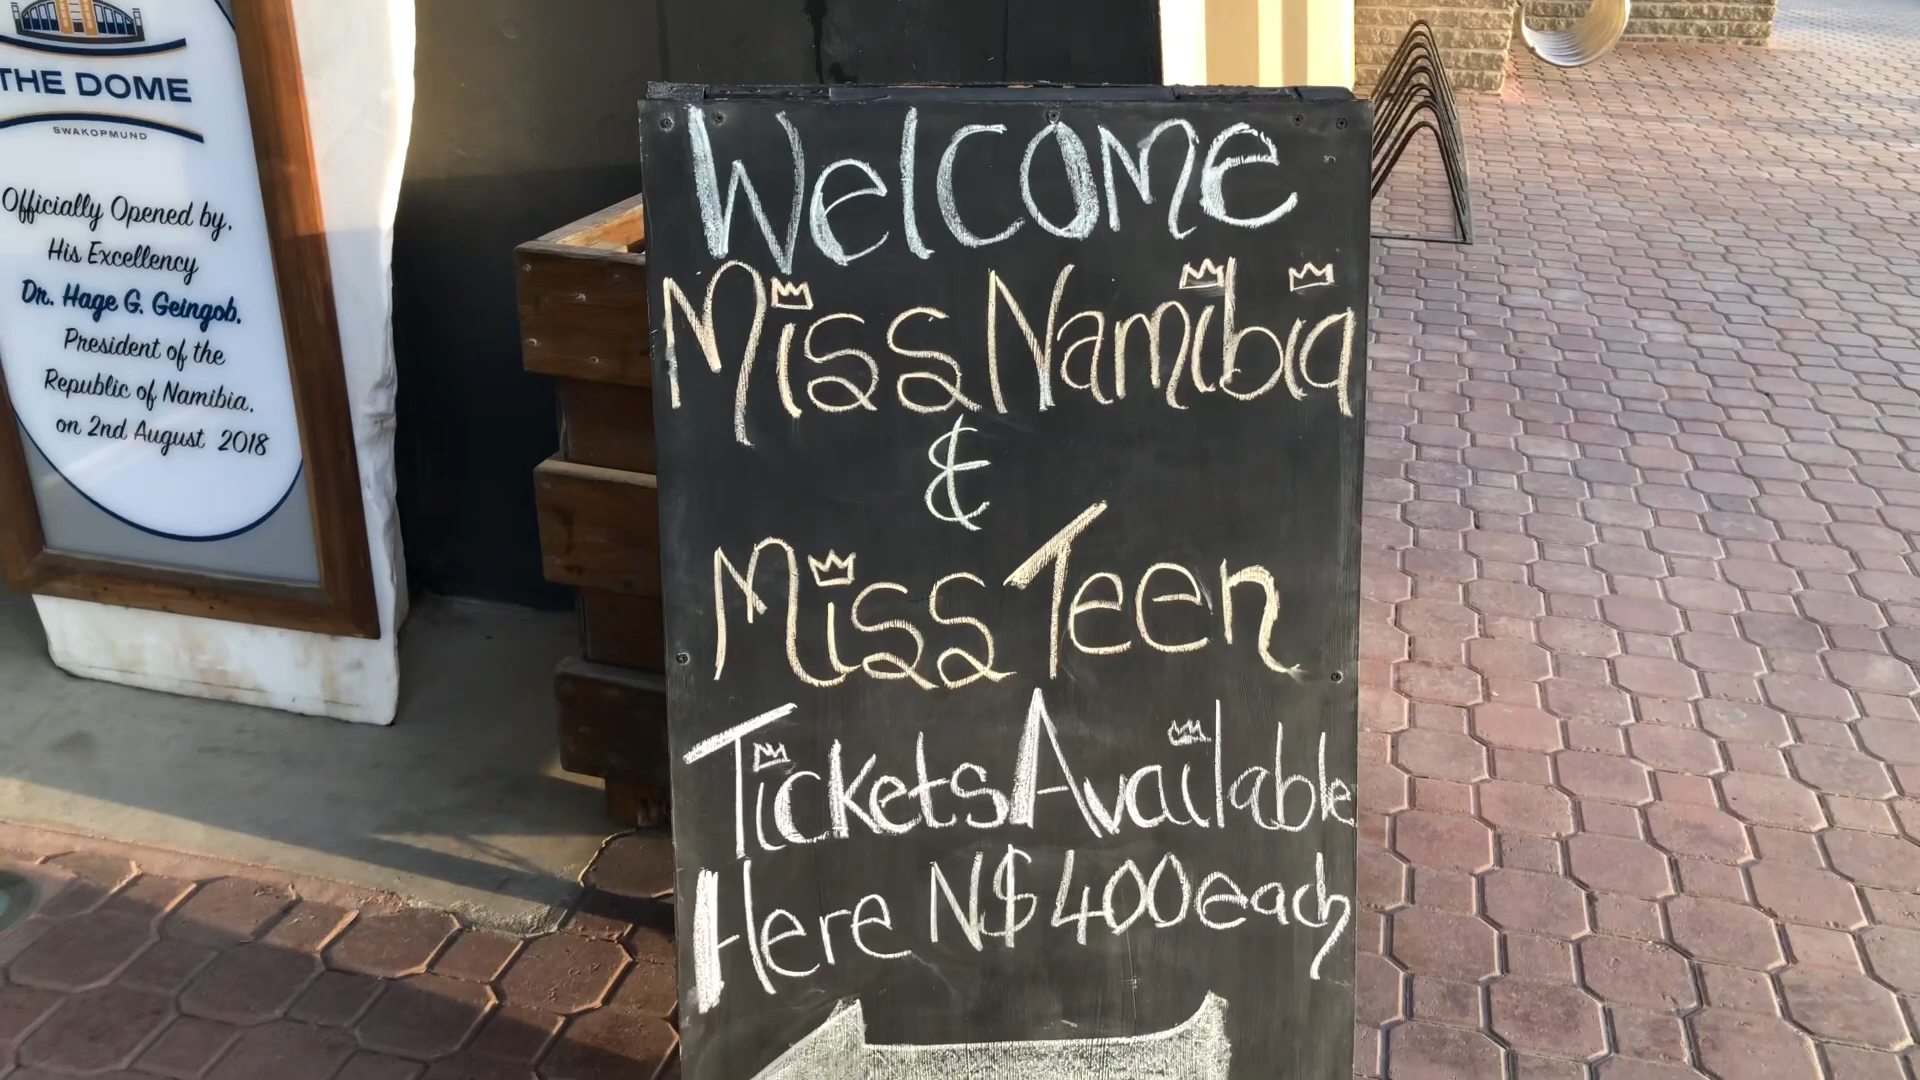 THE DOME
SWAKOPMUND
Officially Opened by,
His Excellency
Dr. Hage G. Geingob,
President of the
Republic of Namibia,
on 2nd August 2018
Welcome
Miss Namibia
&
Miss Teen
Tickets Available
Here N$400 each